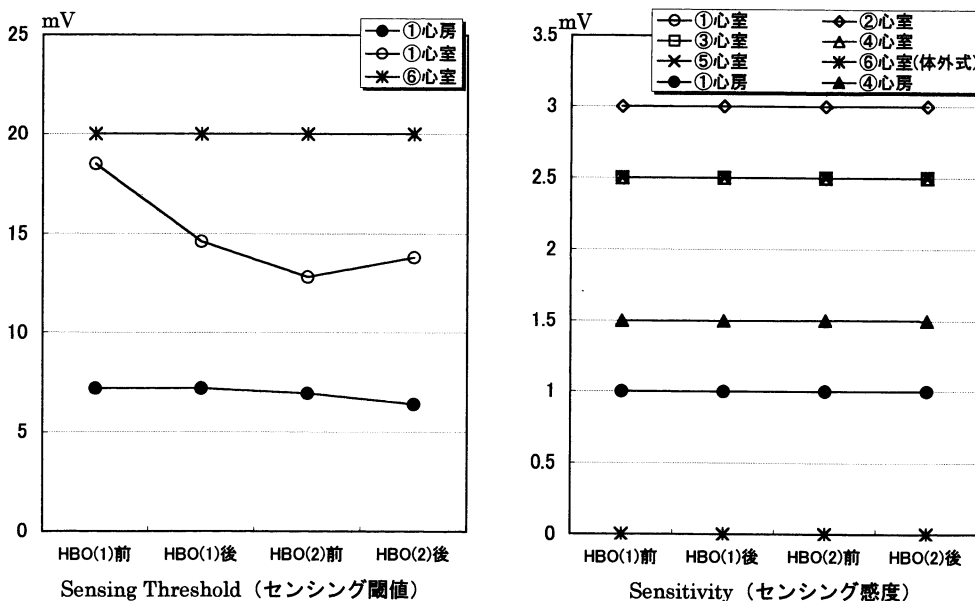 mV
25
20
15
10
5
0
①心房
①心室
⑥心室
HBO(1)前 HBO(1)後 HBO(2)前 HBO(2)後
Sensing Threshold（センシング閾値）
mV
3.5
3
2.5
2
1.5
1
0.5
0
①心室 ②心室
③心室 ④心室
⑤心室 ⑥心室(体外式)
①心房 ④心房
HBO(1)前 HBO(1)後 HBO(2)前 HBO(2)後
Sensitivity（センシング感度）